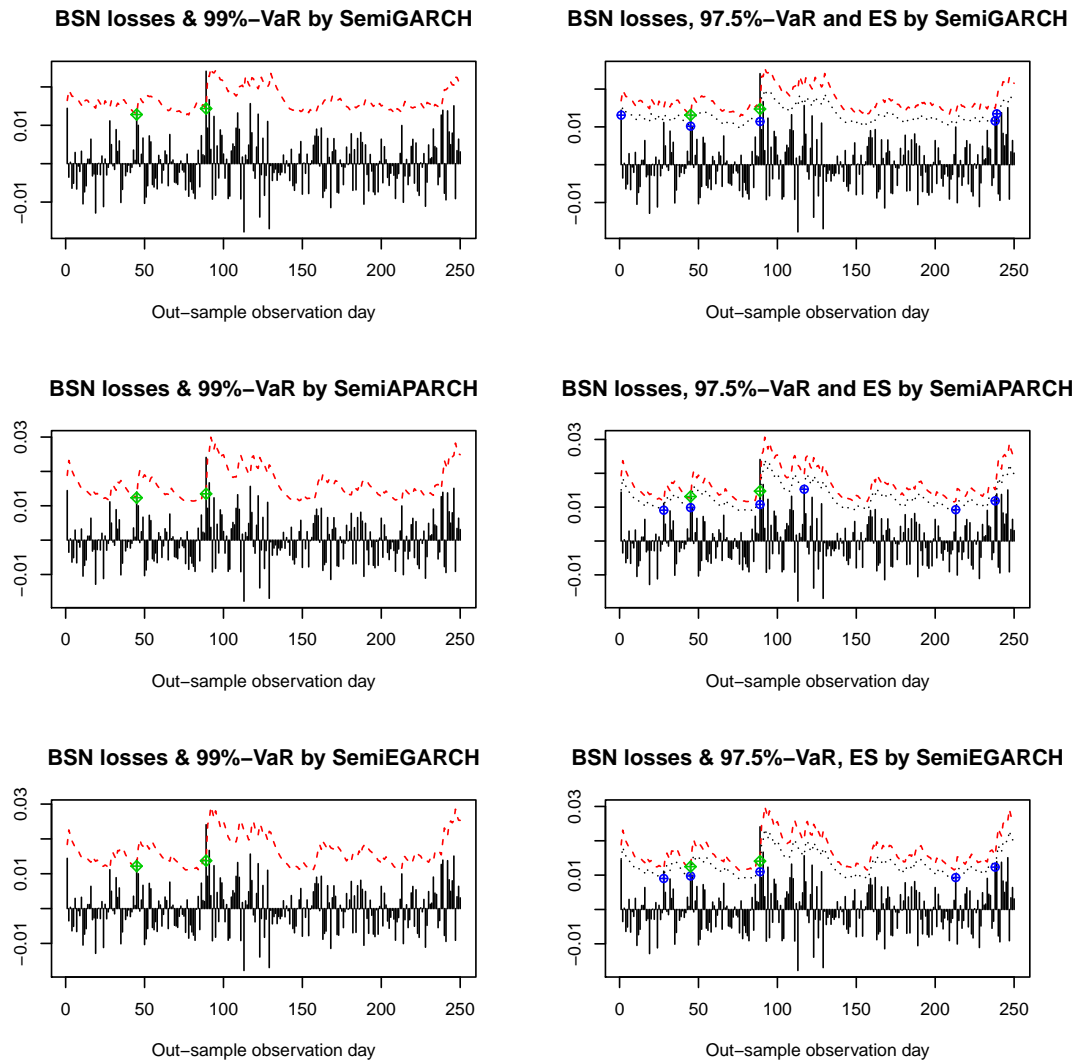 BSN losses & 99%−VaR by SemiGARCH
0.01
−0.01
0 50 100 150 200 250
Out−sample observation day
BSN losses, 97.5%−VaR and ES by SemiGARCH
0.01
−0.01
0 50 100 150 200 250
Out−sample observation day
BSN losses & 99%−VaR by SemiAPARCH
0.03
0.01
−0.01
0 50 100 150 200 250
Out−sample observation day
BSN losses, 97.5%−VaR and ES by SemiAPARCH
0.03
0.01
−0.01
0 50 100 150 200 250
Out−sample observation day
BSN losses & 99%−VaR by SemiEGARCH
0.03
0.01
−0.01
0 50 100 150 200 250
Out−sample observation day
BSN losses & 97.5%−VaR, ES by SemiEGARCH
0.03
0.01
−0.01
0 50 100 150 200 250
Out−sample observation day